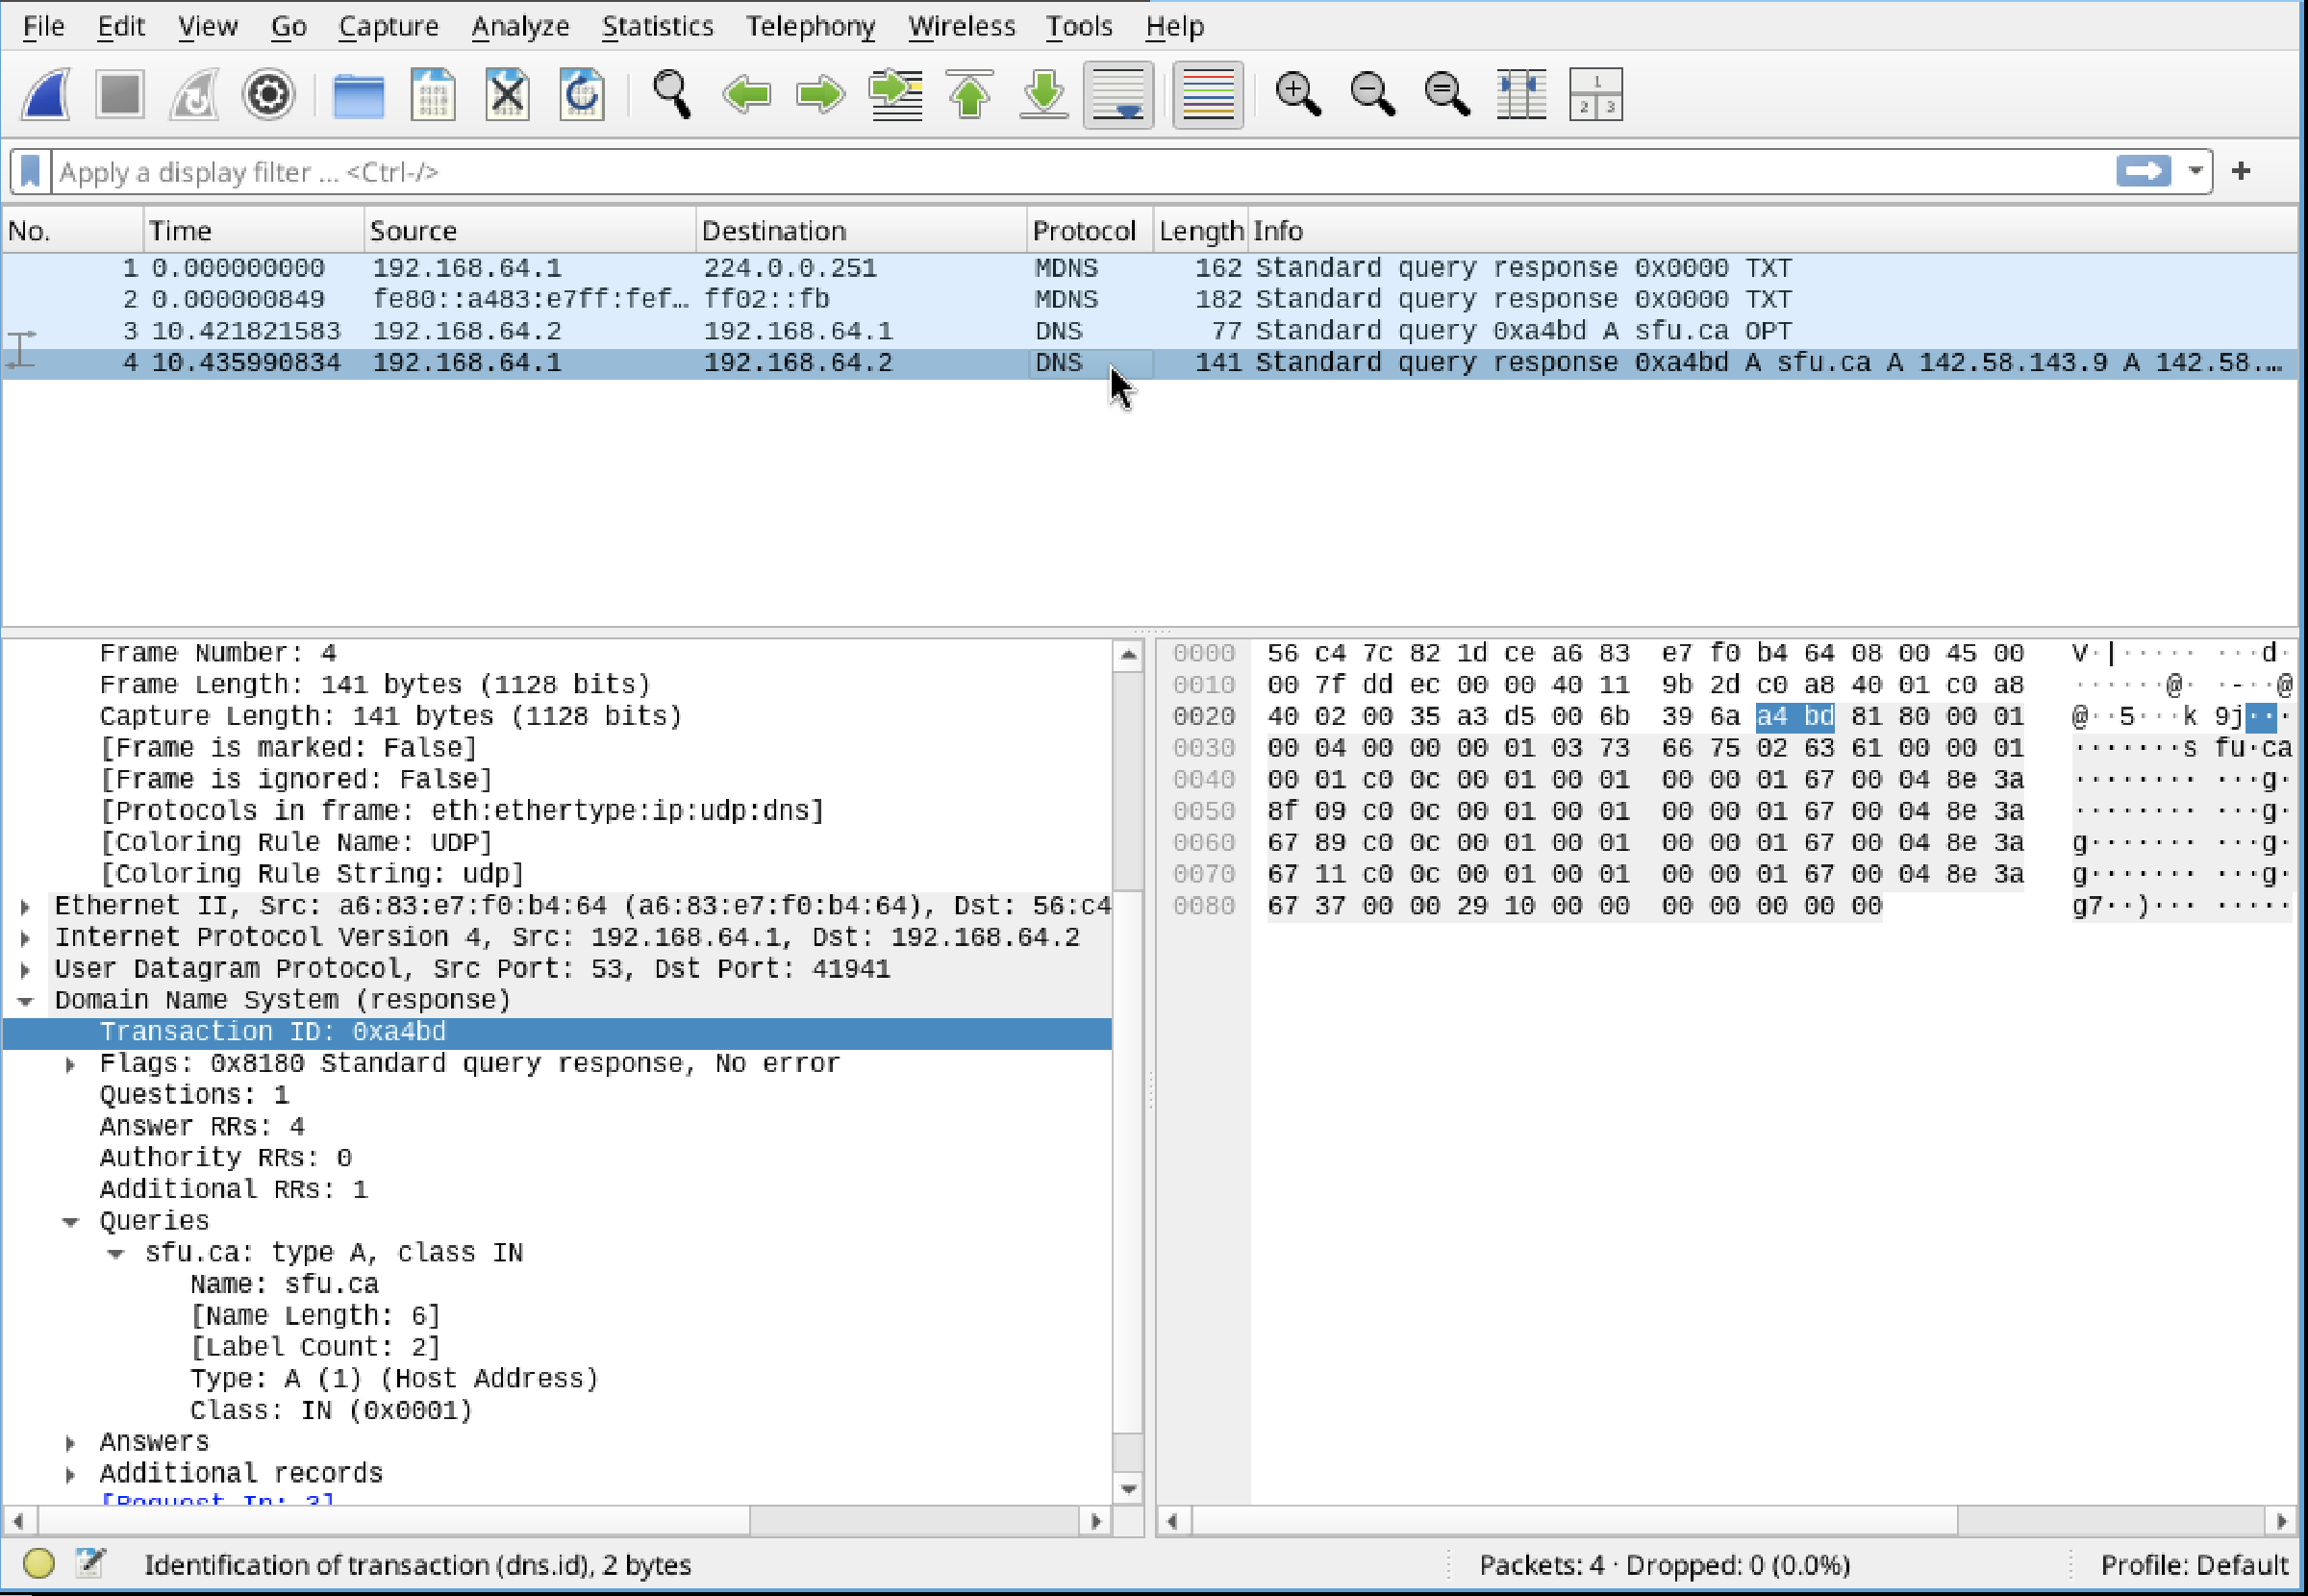 File Edit View Go Capture Analyze Statistics Telephony Wireless Tools Help
Apply a display filter ... <Ctrl-/>
No. Time Source Destination Protocol Length Info
1 0.000000000 192.168.64.1 224.0.0.251 MDNS 162 Standard query response 0x0000 TXT
2 0.000000849 fe80::a483:e7ff:fef… ff02::fb MDNS 182 Standard query response 0x0000 TXT
3 10.421821583 192.168.64.2 192.168.64.1 DNS 77 Standard query 0xa4bd A sfu.ca OPT
4 10.435990834 192.168.64.1 192.168.64.2 DNS 141 Standard query response 0xa4bd A sfu.ca A 142.58.143.9 A 142.58.…
Frame Number: 4
Frame Length: 141 bytes (1128 bits)
Capture Length: 141 bytes (1128 bits)
[Frame is marked: False]
[Frame is ignored: False]
[Protocols in frame: eth:ethertype:ip:udp:dns]
[Coloring Rule Name: UDP]
[Coloring Rule String: udp]
Ethernet II, Src: a6:83:e7:f0:b4:64 (a6:83:e7:f0:b4:64), Dst: 56:c4
Internet Protocol Version 4, Src: 192.168.64.1, Dst: 192.168.64.2
User Datagram Protocol, Src Port: 53, Dst Port: 41941
Domain Name System (response)
Transaction ID: 0xa4bd
Flags: 0x8180 Standard query response, No error
Questions: 1
Answer RRs: 4
Authority RRs: 0
Additional RRs: 1
Queries
sfu.ca: type A, class IN
Name: sfu.ca
[Name Length: 6]
[Label Count: 2]
Type: A (1) (Host Address)
Class: IN (0x0001)
Answers
Additional records
[Request In: 3]
0000 56 c4 7c 82 1d ce a6 83 e7 f0 b4 64 08 00 45 00 V·|····· ···d·
0010 00 7f dd ec 00 00 40 11 9b 2d c0 a8 40 01 c0 a8 ······@· ·-··@
0020 40 02 00 35 a3 d5 00 6b 39 6a a4 bd 81 80 00 01 @··5···k 9j···
0030 00 04 00 00 00 01 03 73 66 75 02 63 61 00 00 01 ·······s fu·ca
0040 00 01 c0 0c 00 01 00 01 00 00 01 67 00 04 8e 3a ········ ···g·
0050 8f 09 c0 0c 00 01 00 01 00 00 01 67 00 04 8e 3a ········ ···g·
0060 67 89 c0 0c 00 01 00 01 00 00 01 67 00 04 8e 3a g······· ···g·
0070 67 11 c0 0c 00 01 00 01 00 00 01 67 00 04 8e 3a g······· ···g·
0080 67 37 00 00 29 10 00 00 00 00 00 00 00 g7··)··· ·····
Identification of transaction (dns.id), 2 bytes
Packets: 4 · Dropped: 0 (0.0%)
Profile: Default